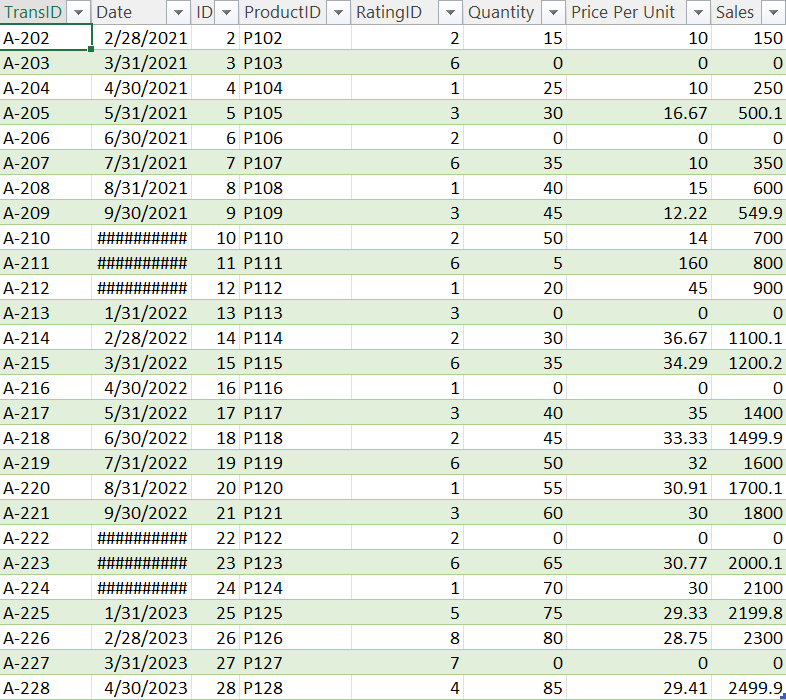 TransID Date ID ProductID RatingID Quantity Price Per Unit Sales
A-202 2/28/2021 2 P102 2 15 10 150
A-203 3/31/2021 3 P103 6 0 0 0
A-204 4/30/2021 4 P104 1 25 10 250
A-205 5/31/2021 5 P105 3 30 16.67 500.1
A-206 6/30/2021 6 P106 2 0 0 0
A-207 7/31/2021 7 P107 6 35 10 350
A-208 8/31/2021 8 P108 1 40 15 600
A-209 9/30/2021 9 P109 3 45 12.22 549.9
A-210 ########## 10 P110 2 50 14 700
A-211 ########## 11 P111 6 5 160 800
A-212 ########## 12 P112 1 20 45 900
A-213 1/31/2022 13 P113 3 0 0 0
A-214 2/28/2022 14 P114 2 30 36.67 1100.1
A-215 3/31/2022 15 P115 6 35 34.29 1200.2
A-216 4/30/2022 16 P116 1 0 0 0
A-217 5/31/2022 17 P117 3 40 35 1400
A-218 6/30/2022 18 P118 2 45 33.33 1499.9
A-219 7/31/2022 19 P119 6 50 32 1600
A-220 8/31/2022 20 P120 1 55 30.91 1700.1
A-221 9/30/2022 21 P121 3 60 30 1800
A-222 ########## 22 P122 2 0 0 0
A-223 ########## 23 P123 6 65 30.77 2000.1
A-224 ########## 24 P124 1 70 30 2100
A-225 1/31/2023 25 P125 5 75 29.33 2199.8
A-226 2/28/2023 26 P126 8 80 28.75 2300
A-227 3/31/2023 27 P127 7 0 0 0
A-228 4/30/2023 28 P128 4 85 29.41 2499.9